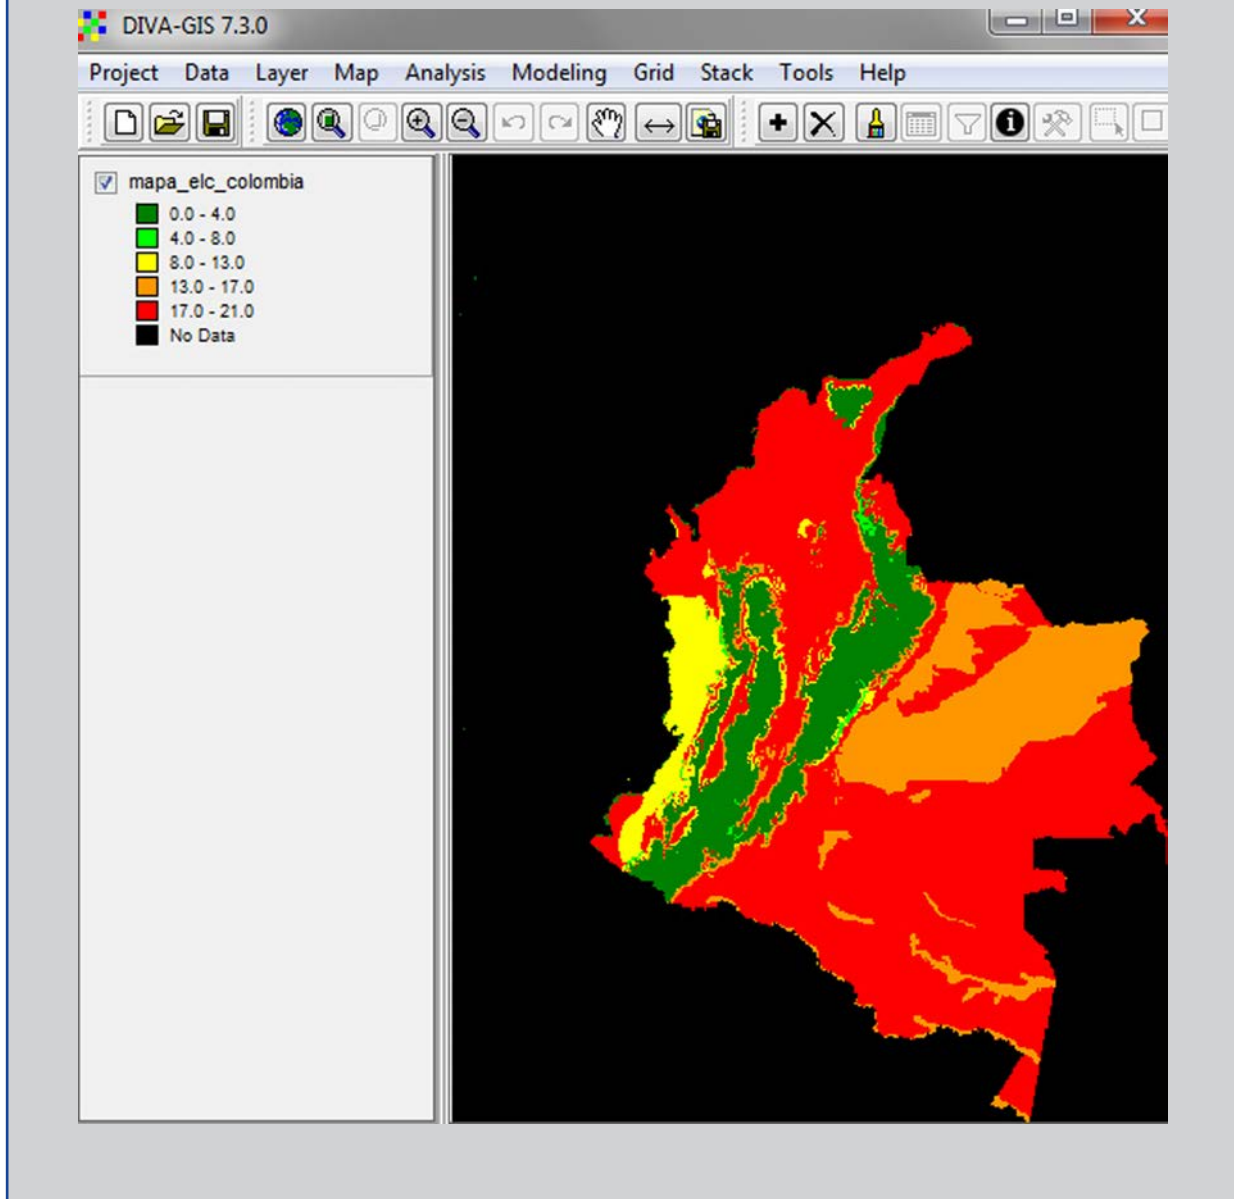 DIVA-GIS 7.3.0
Project Data Layer Map Analysis Modeling Grid Stack Tools Help
mapa_elc_colombia
0.0 - 4.0
4.0 - 8.0
8.0 - 13.0
13.0 - 17.0
17.0 - 21.0
No Data